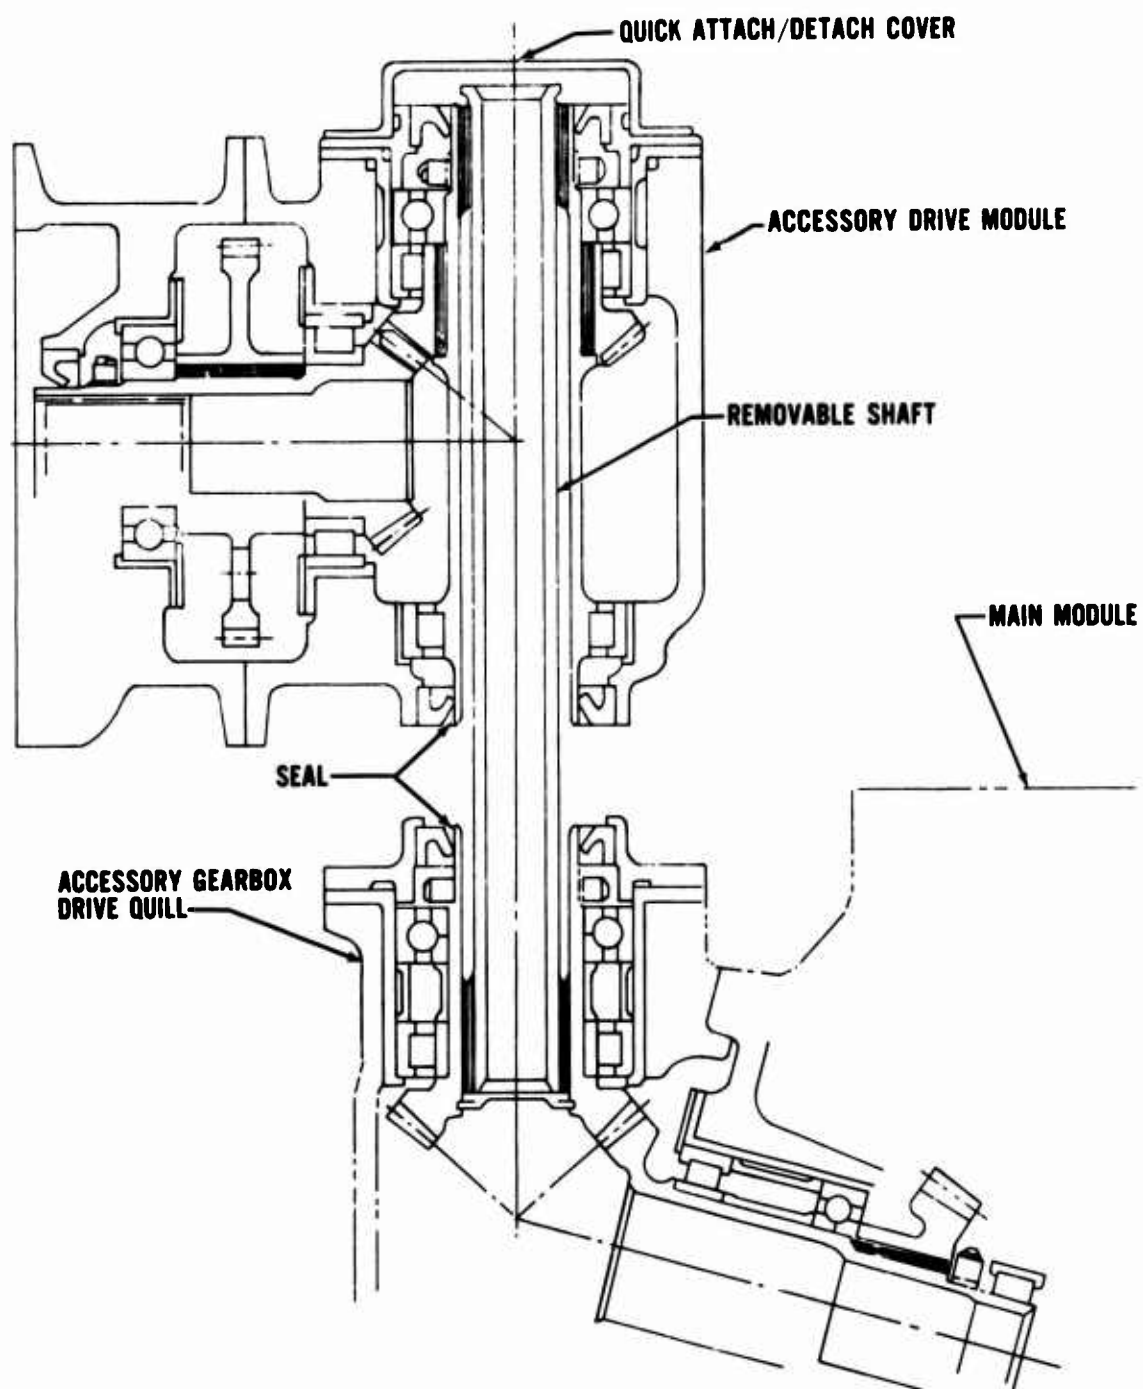 QUICK ATTACH/DETACH COVER
ACCESSORY DRIVE MODULE
REMOVABLE SHAFT
MAIN MODULE
SEAL
ACCESSORY GEARBOX
DRIVE QUILL